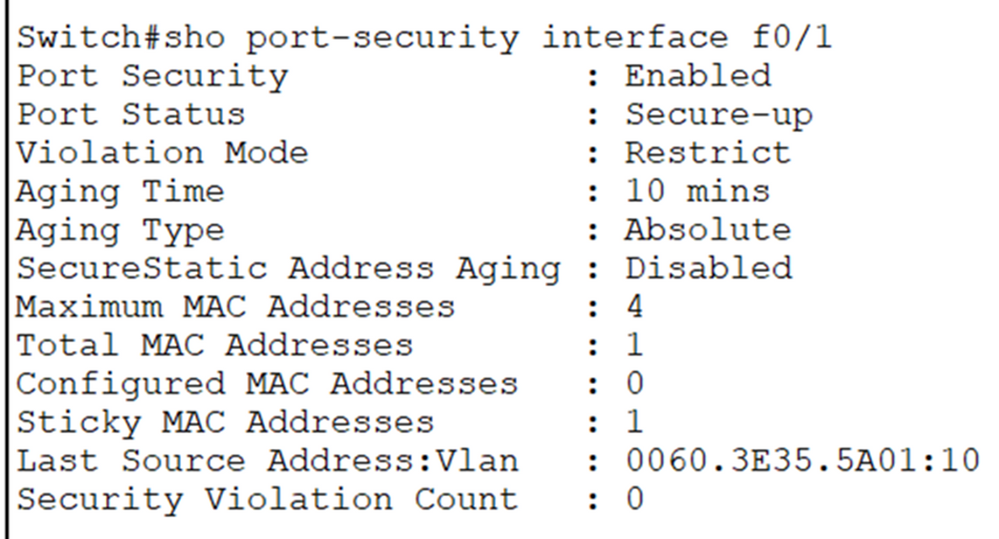 Switch#sho port-security interface f0/1
Port Security : Enabled
Port Status : Secure-up
Violation Mode : Restrict
Aging Time : 10 mins
Aging Type : Absolute
SecureStatic Address Aging : Disabled
Maximum MAC Addresses : 4
Total MAC Addresses : 1
Configured MAC Addresses : 0
Sticky MAC Addresses : 1
Last Source Address:Vlan : 0060.3E35.5A01:10
Security Violation Count : 0